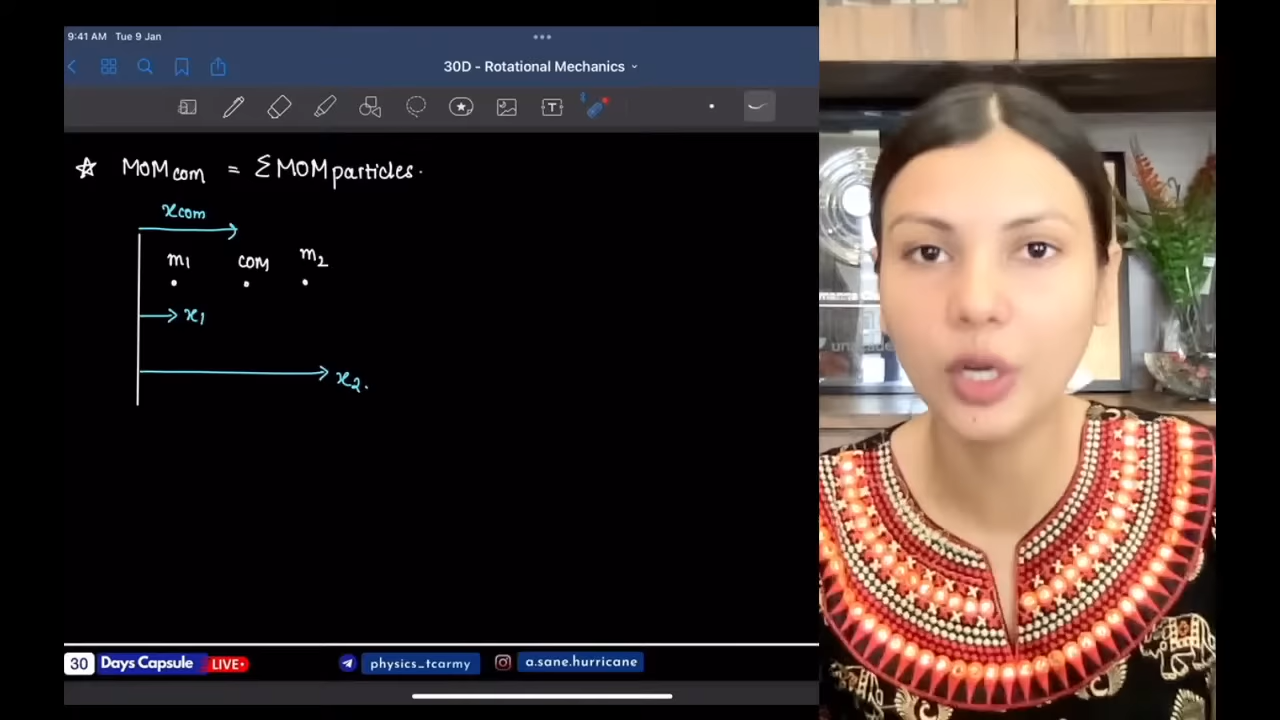 9:41 AM Tue 9 Jan
30D - Rotational Mechanics
T
☆ MOMcom = ΣMOMparticles.
xcom
m1 com m2
x1
x2.
30 Days Capsule LIVE physics_tcarmy a.sane.hurricane